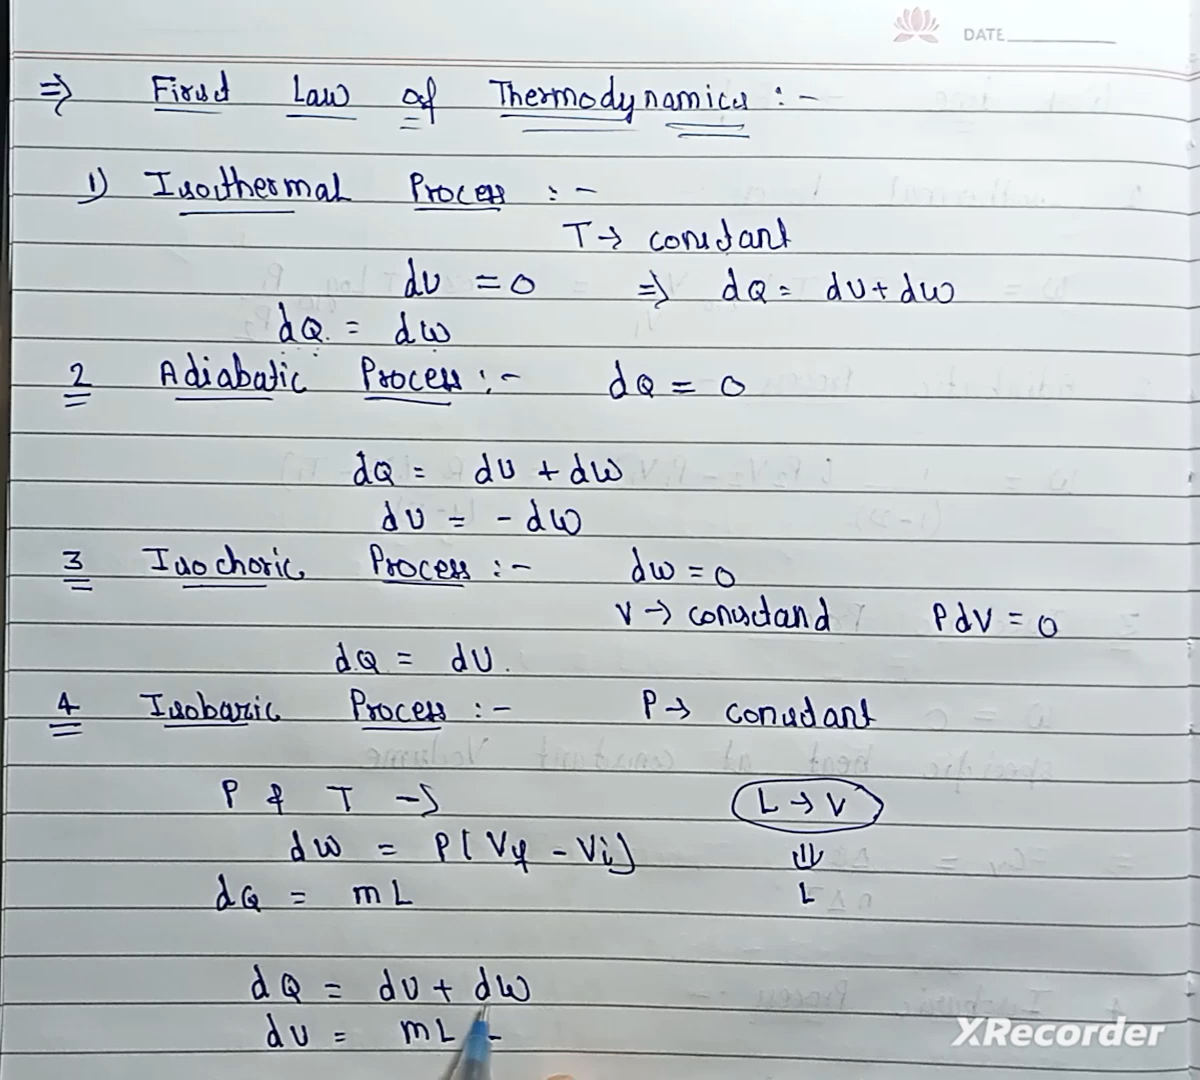 DATE
⇒ First Law of Thermodynamics :-
1) Isothermal Process :-
T → constant
dU = 0 ⇒ dQ = dU + dW
dQ = dW
2 Adiabatic Process :- dQ = 0
dQ = dU + dW
dU = - dW
3 Isochoric Process :- dW = 0
V → constant PdV = 0
dQ = dU.
4 Isobaric Process :- P → constant
P & T → L → V
dW = P[Vf - Vi] ⇓
dQ = mL L
dQ = dU + dW
dU = mL -
XRecorder